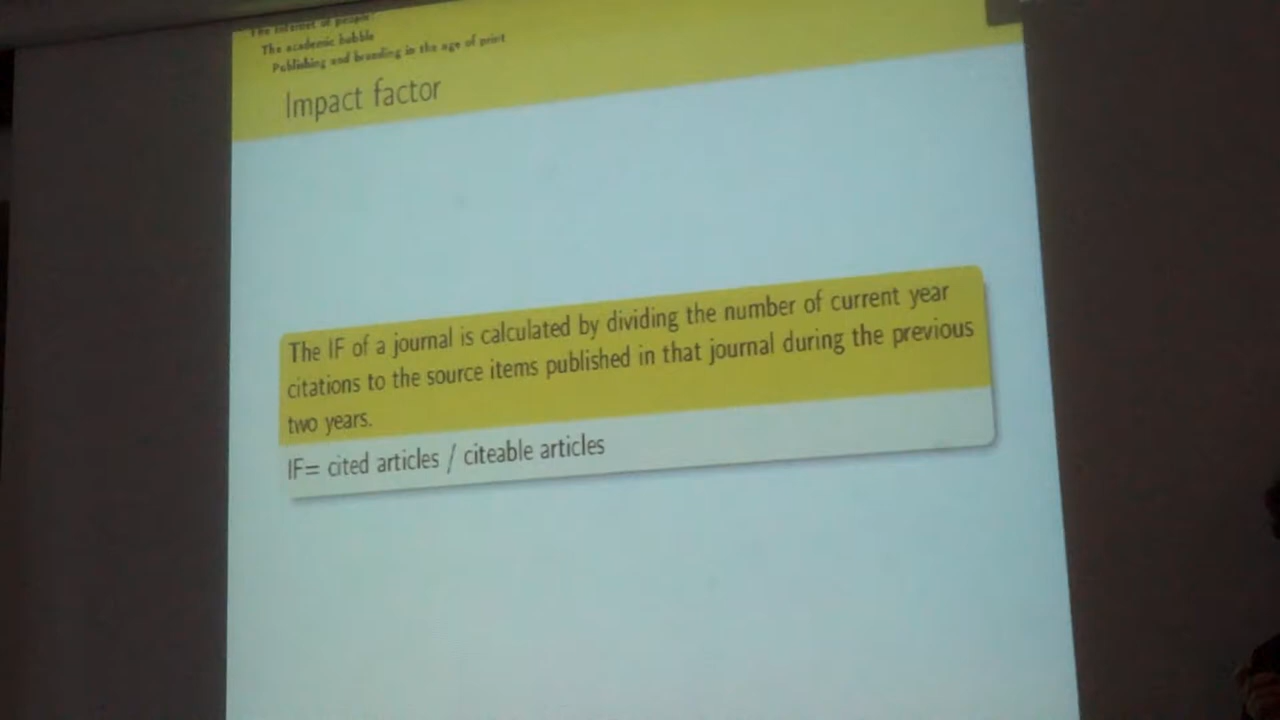 The internet of people?
The academic bubble
Publishing and branding in the age of print
Impact factor
The IF of a journal is calculated by dividing the number of current year
citations to the source items published in that journal during the previous
two years.
IF= cited articles / citeable articles